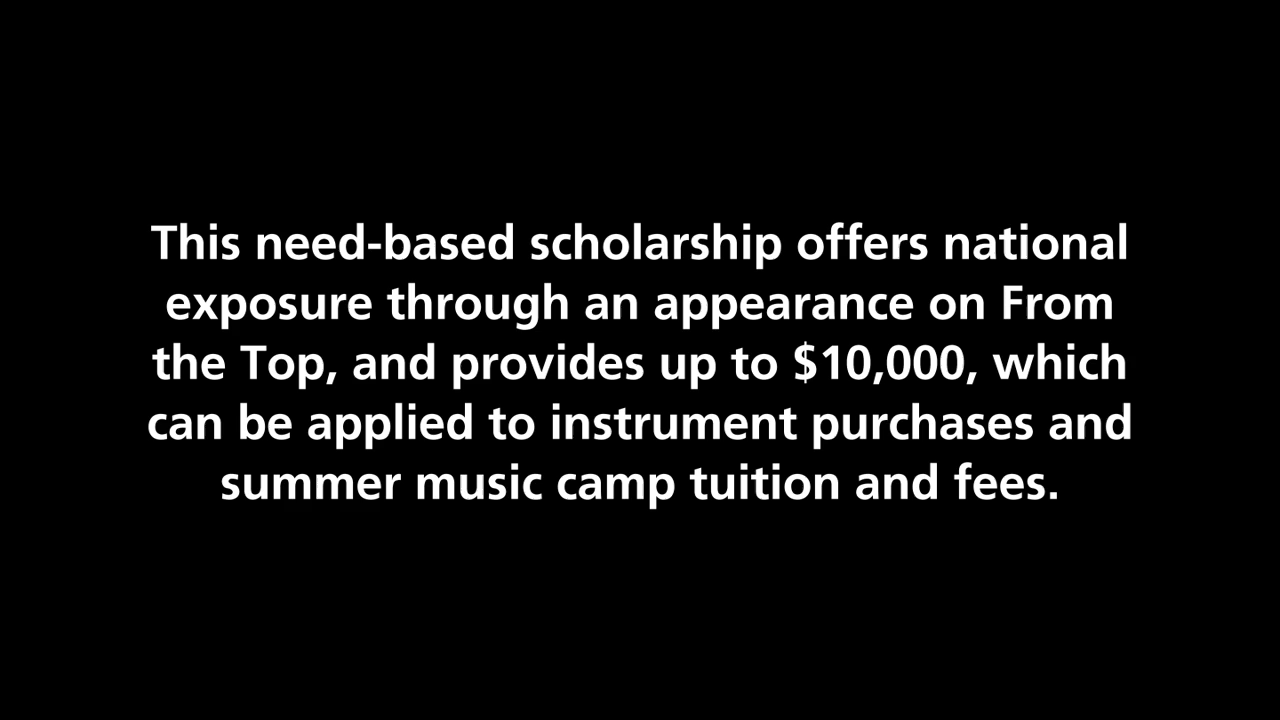 This need-based scholarship offers national
exposure through an appearance on From
the Top, and provides up to $10,000, which
can be applied to instrument purchases and
summer music camp tuition and fees.